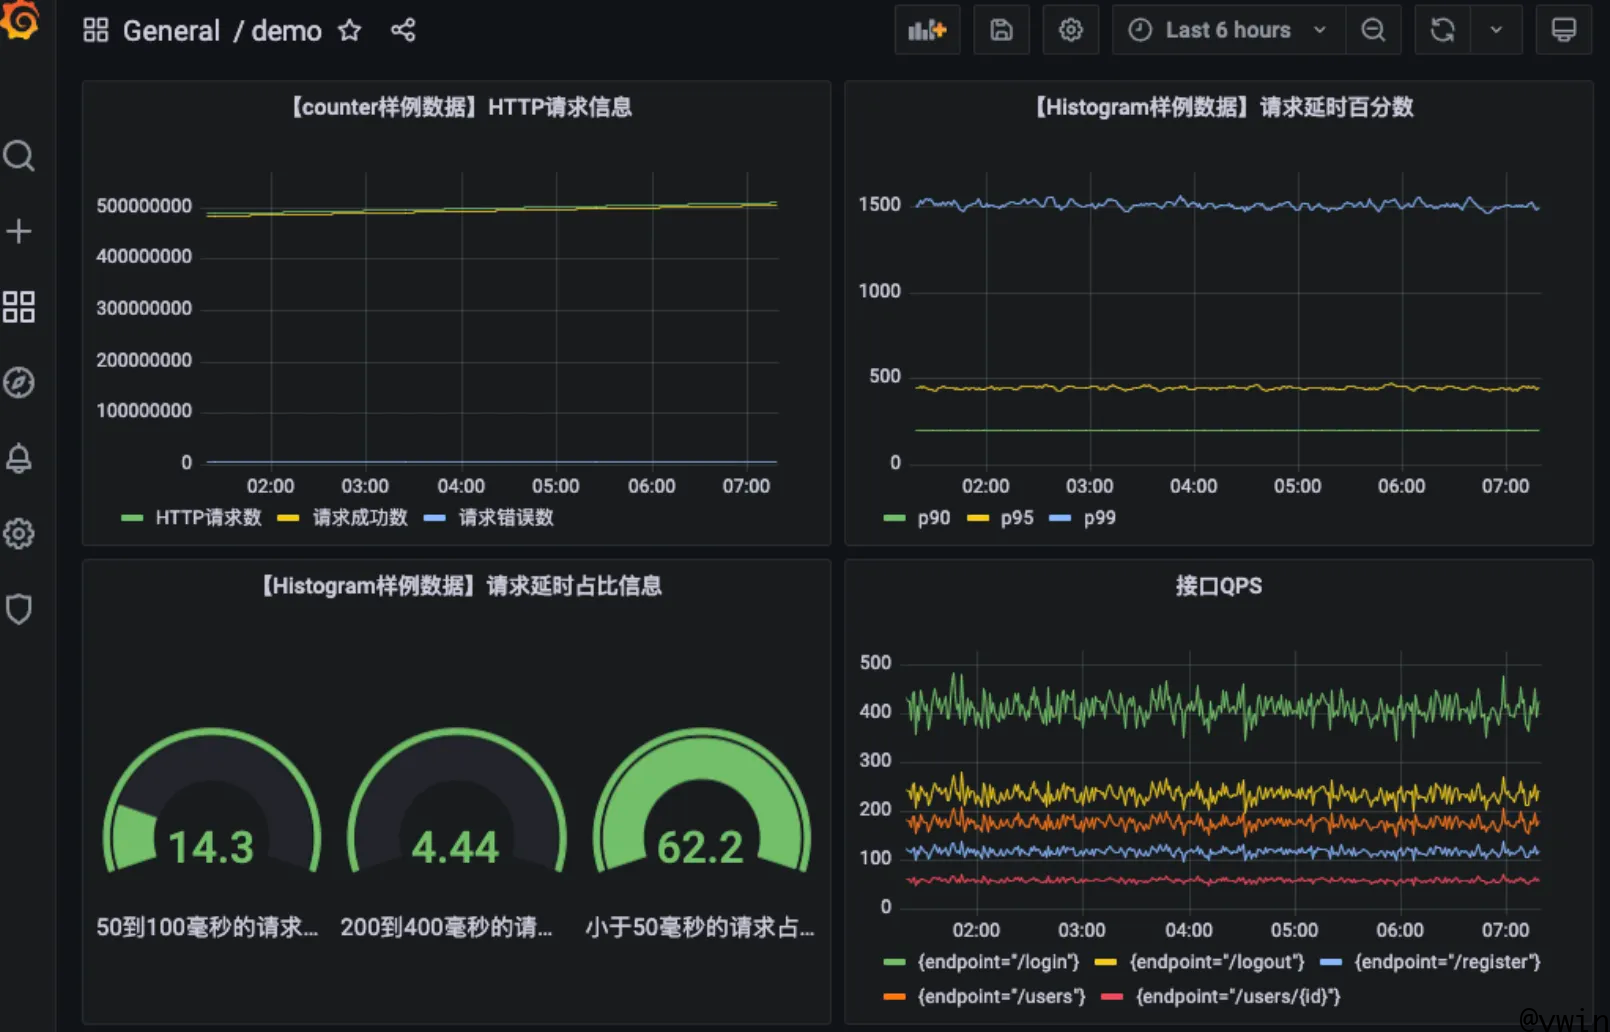 General / demo
Last 6 hours
【counter样例数据】HTTP请求信息
500000000
400000000
300000000
200000000
100000000
0
02:00 03:00 04:00 05:00 06:00 07:00
HTTP请求数 请求成功数 请求错误数
【Histogram样例数据】请求延时百分数
1500
1000
500
0
02:00 03:00 04:00 05:00 06:00 07:00
p90 p95 p99
【Histogram样例数据】请求延时占比信息
14.3 4.44 62.2
50到100毫秒的请求... 200到400毫秒的请... 小于50毫秒的请求占...
接口QPS
500
400
300
200
100
0
02:00 03:00 04:00 05:00 06:00 07:00
{endpoint="/login"} {endpoint="/logout"} {endpoint="/register"}
{endpoint="/users"} {endpoint="/users/{id}"}